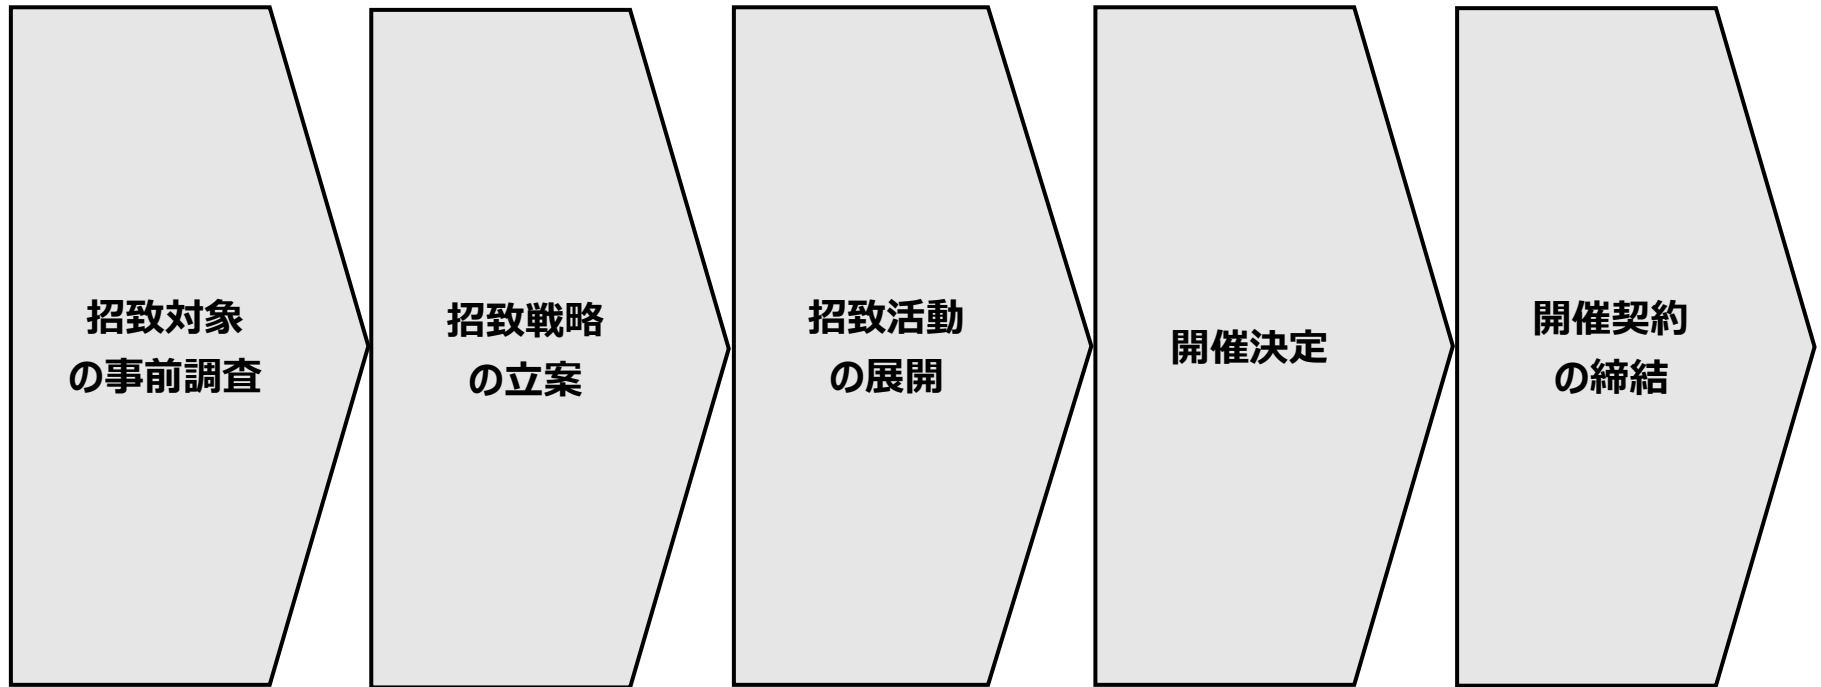 招致対象
の事前調査
招致戦略
の立案
招致活動
の展開
開催決定
開催契約
の締結